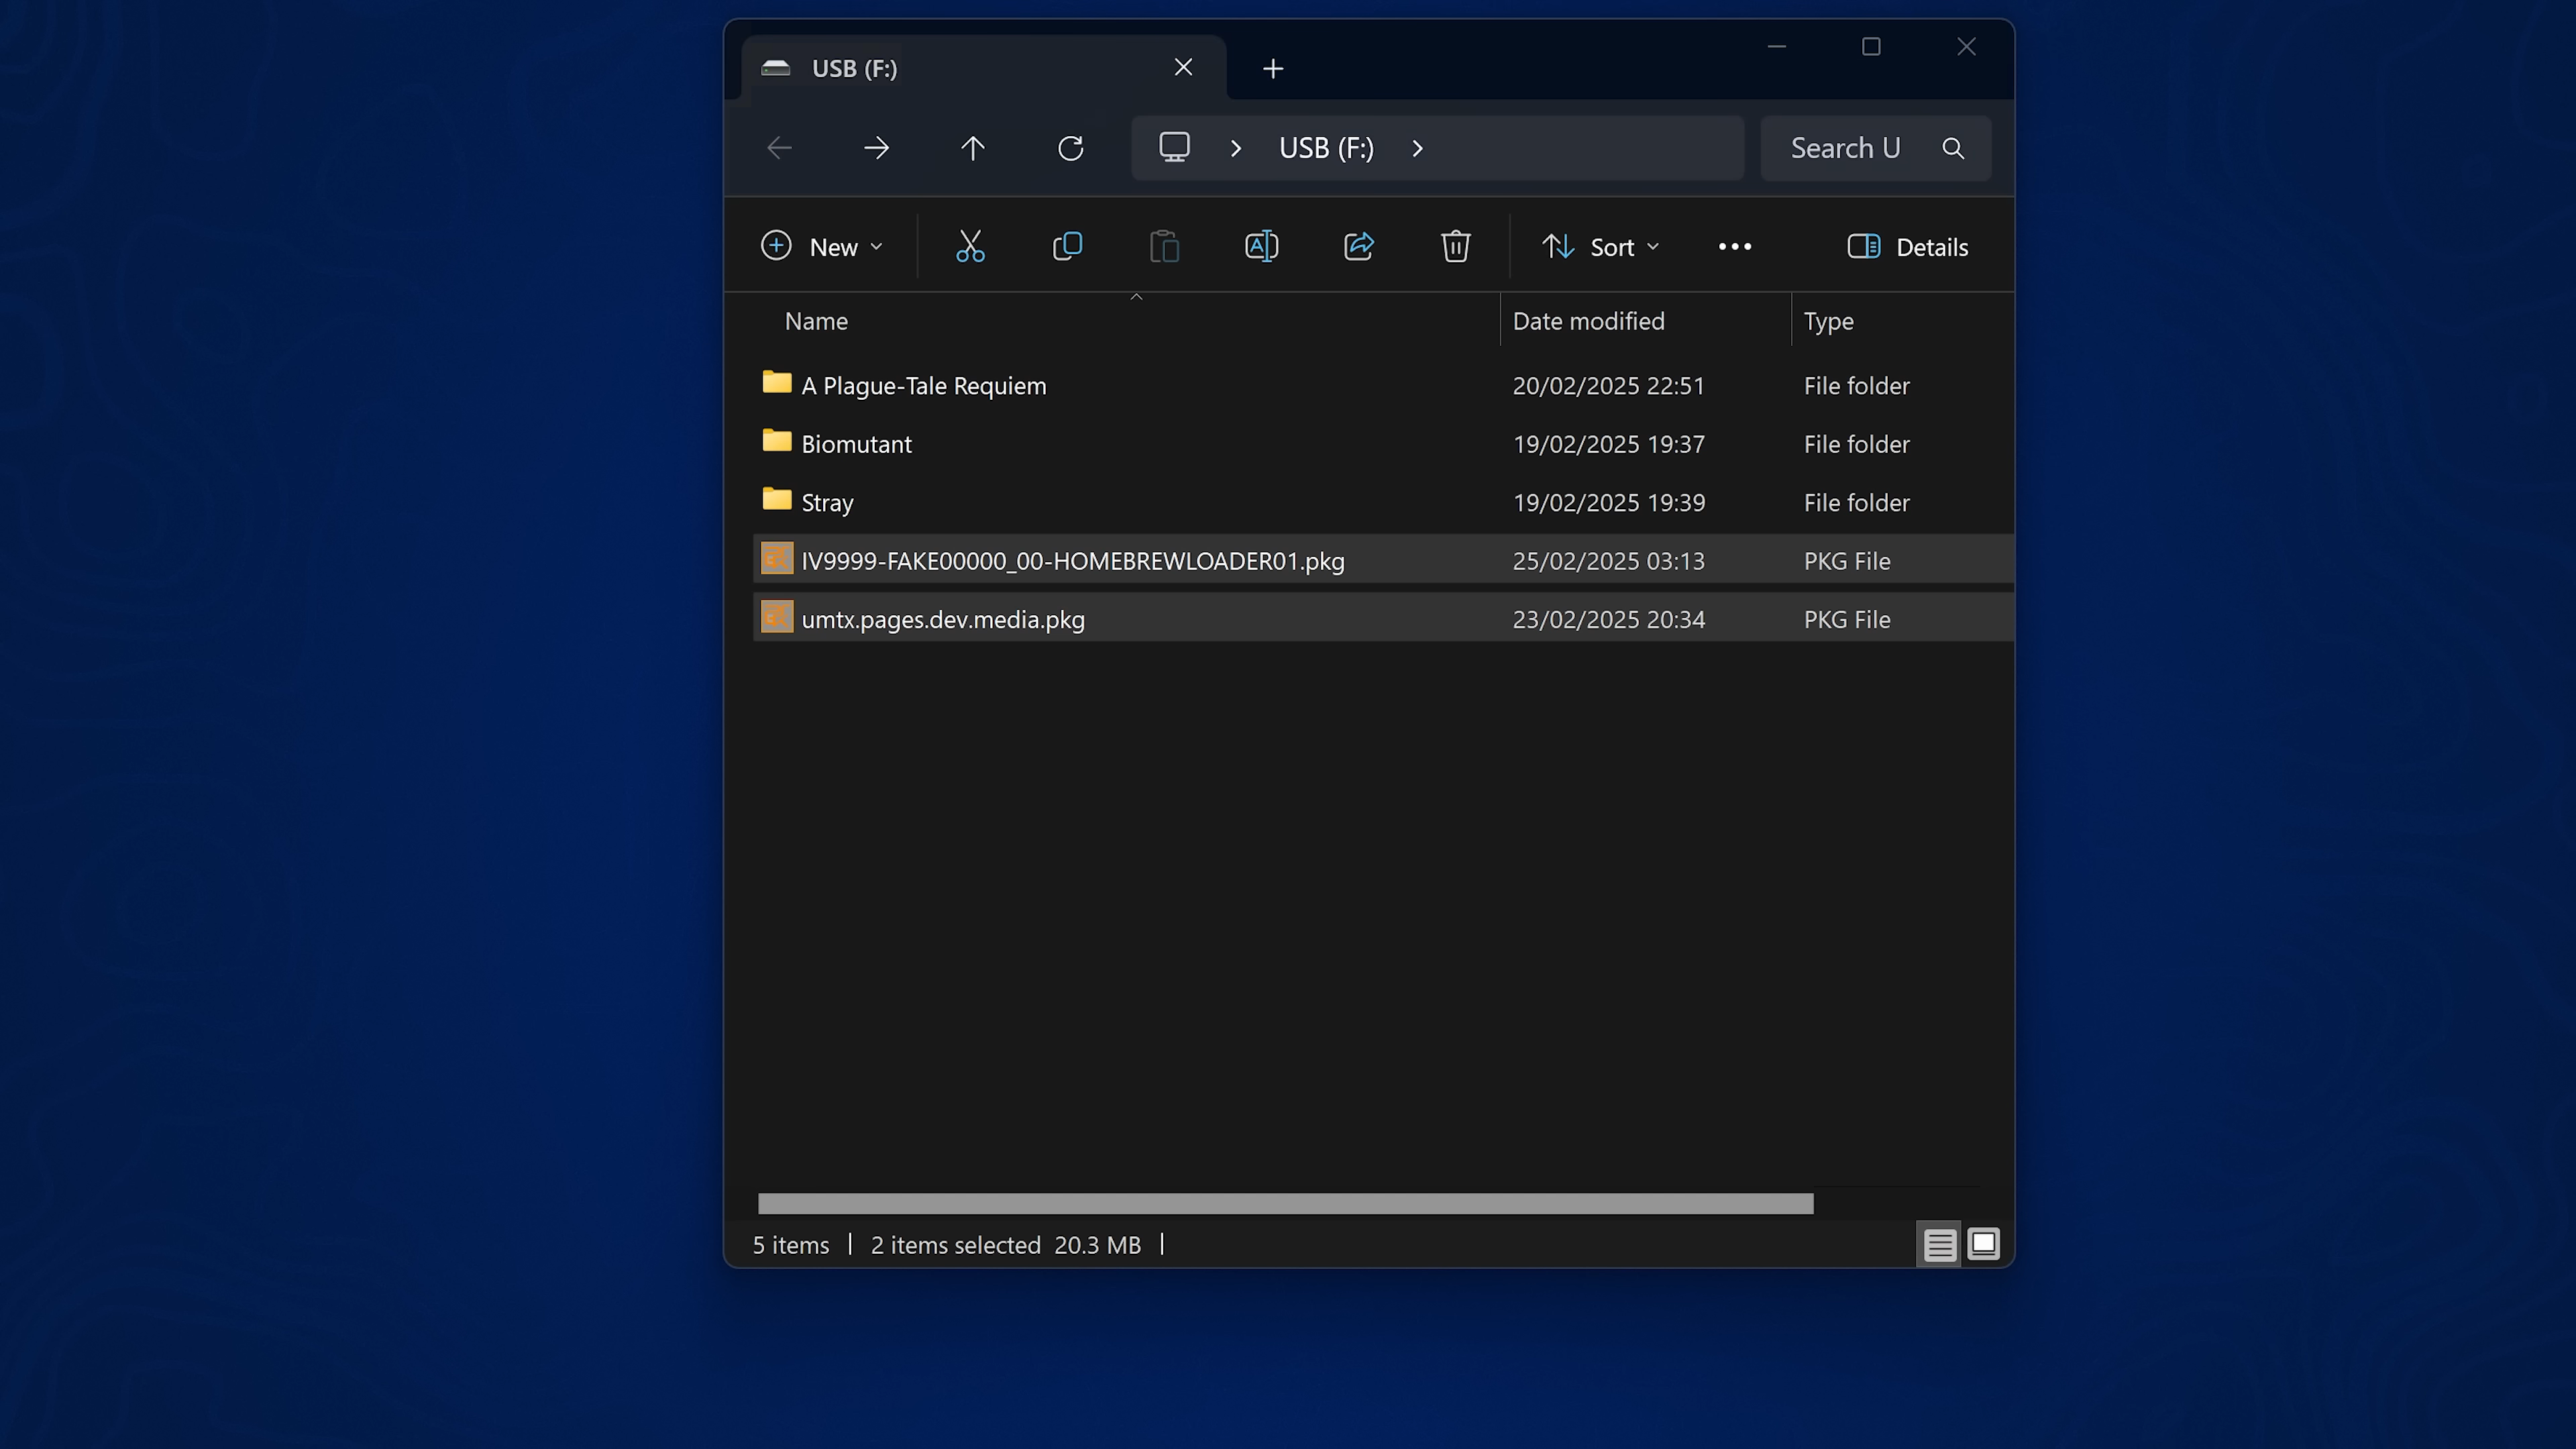 USB (F:)
USB (F:)
Search U
New
Sort
Details
Name Date modified Type
A Plague-Tale Requiem 20/02/2025 22:51 File folder
Biomutant 19/02/2025 19:37 File folder
Stray 19/02/2025 19:39 File folder
IV9999-FAKE00000_00-HOMEBREWLOADER01.pkg 25/02/2025 03:13 PKG File
umtx.pages.dev.media.pkg 23/02/2025 20:34 PKG File
5 items 2 items selected 20.3 MB